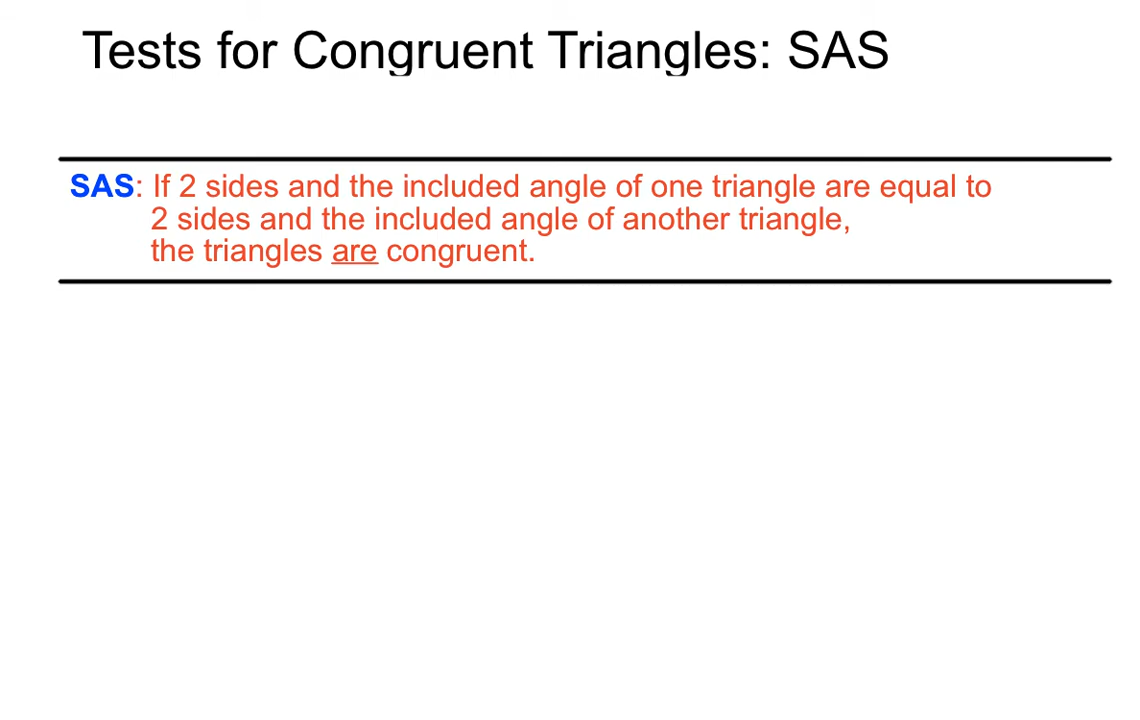 Tests for Congruent Triangles: SAS
SAS: If 2 sides and the included angle of one triangle are equal to
2 sides and the included angle of another triangle,
the triangles are congruent.